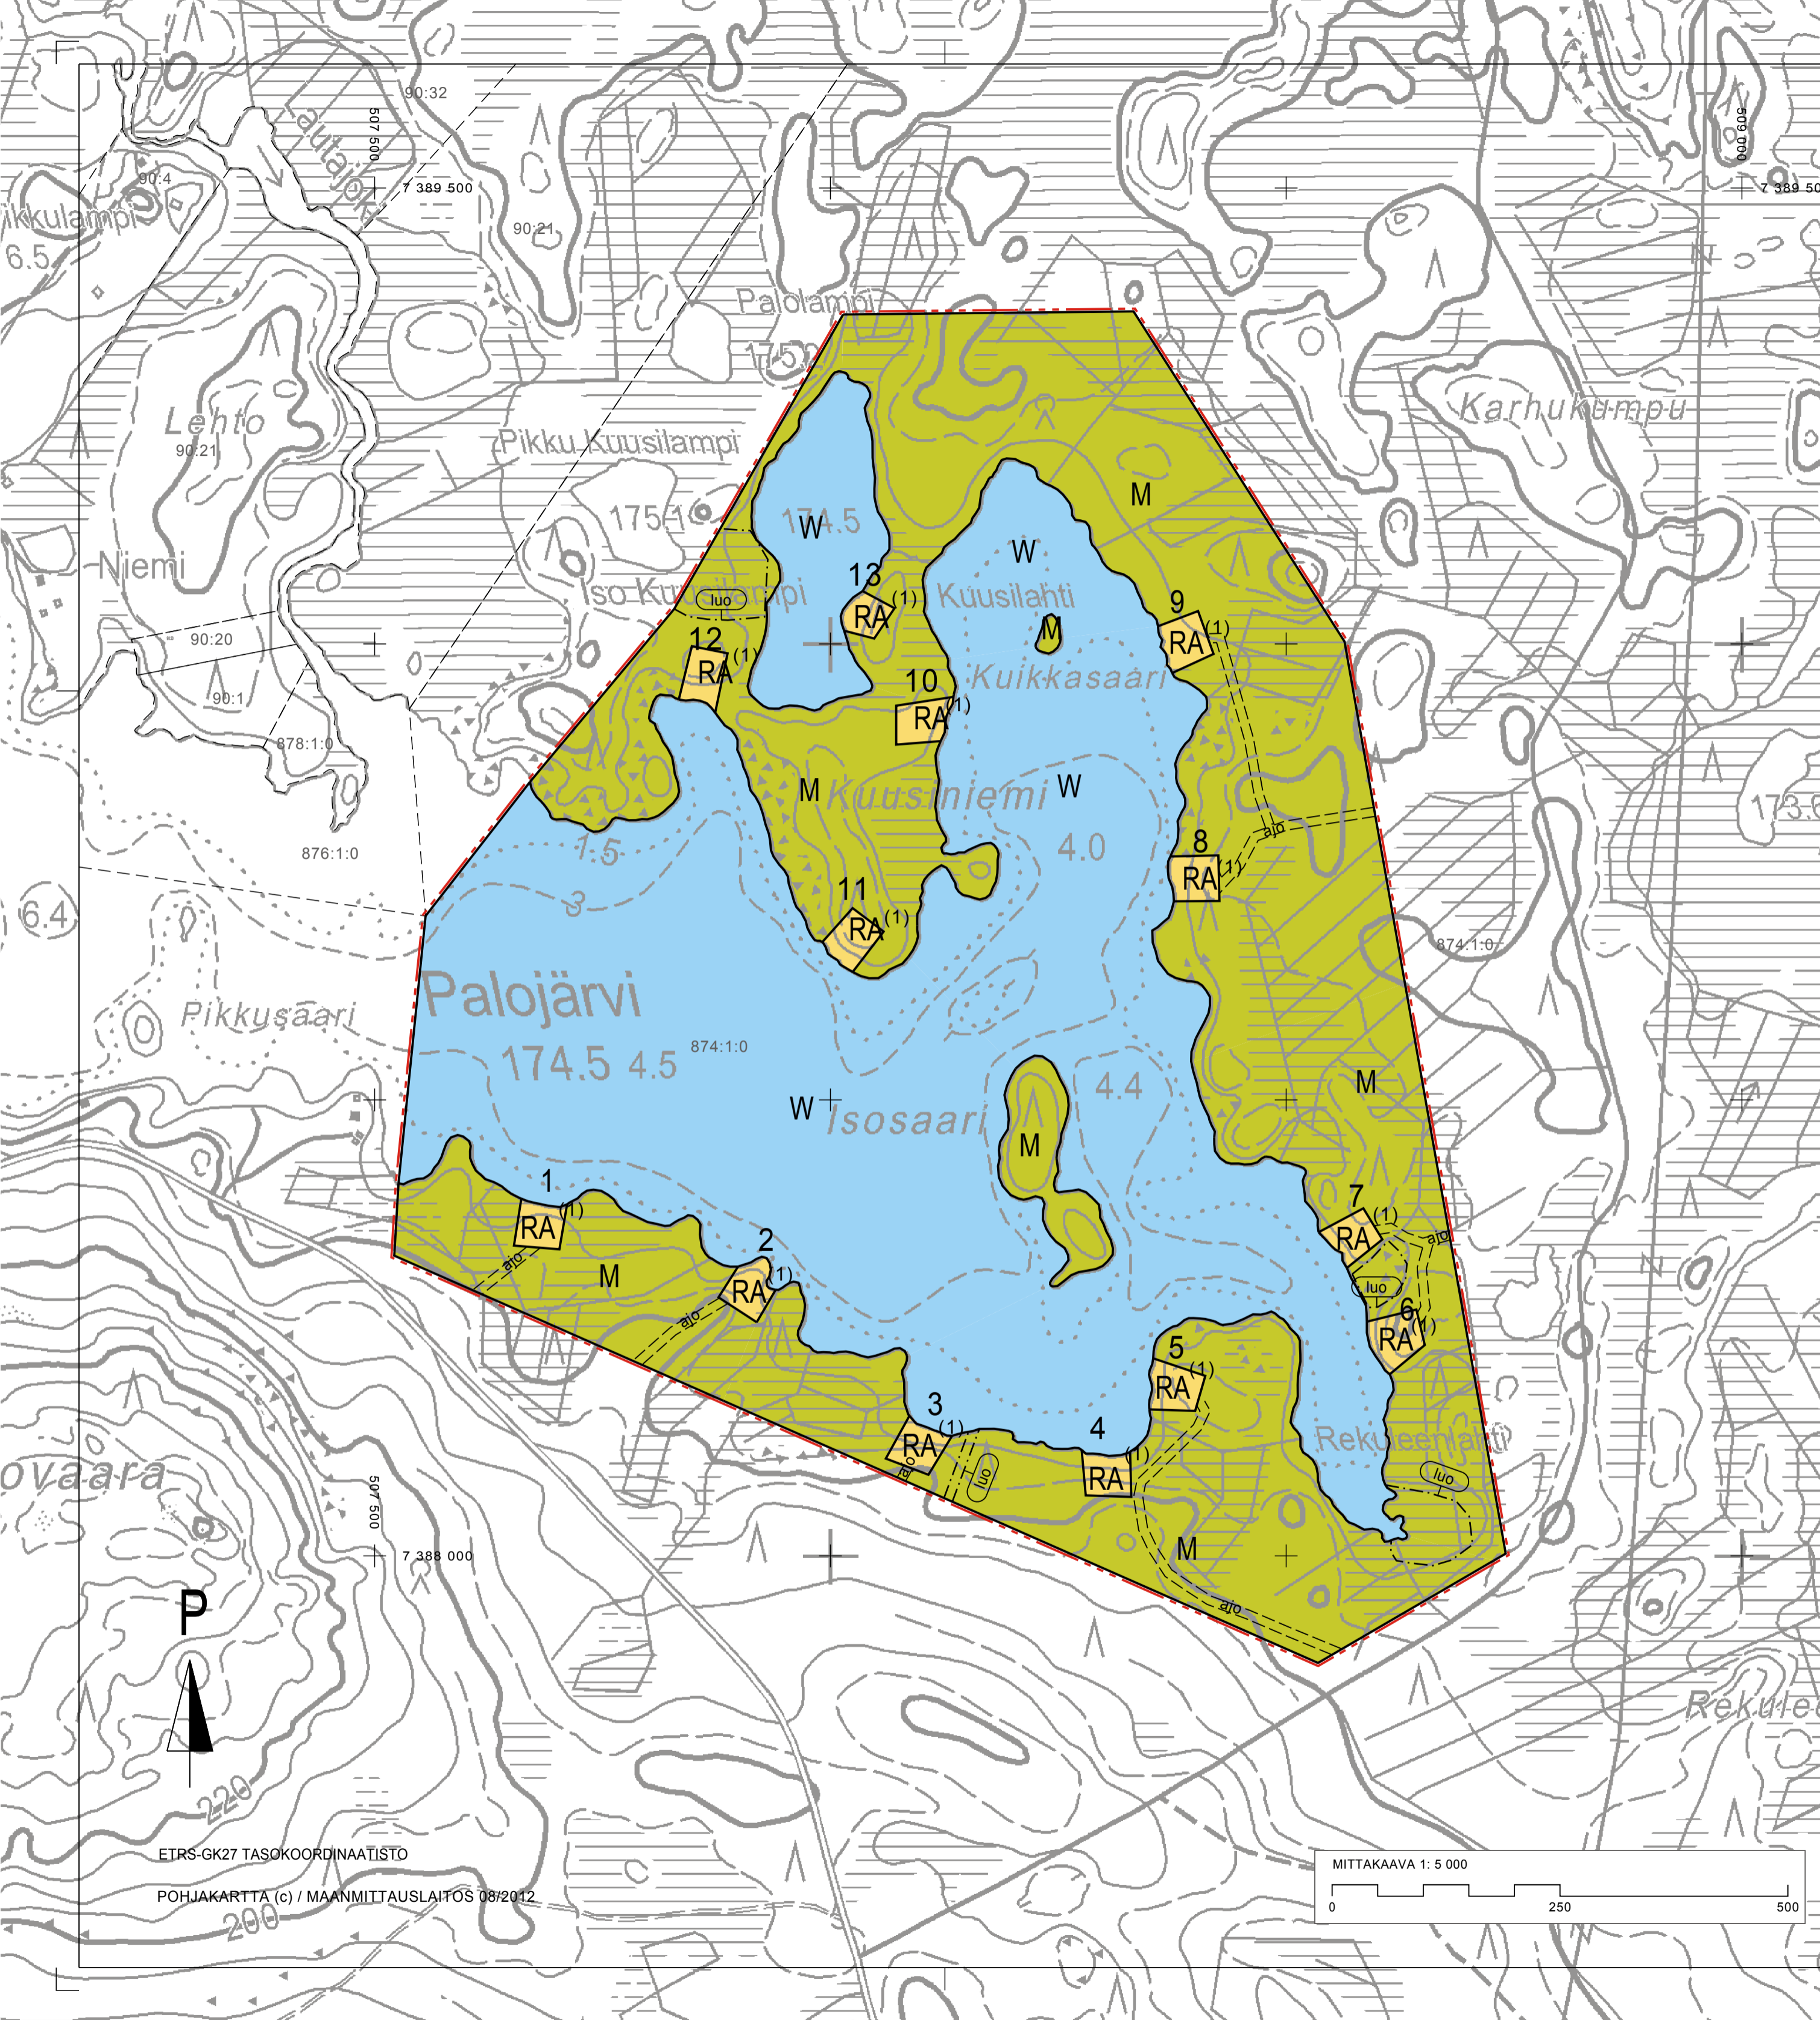 90:32
507 500
509 000
Lautajoki
7 389 500
7 389 50
90:4
ikkulampi
6.5
90:21
Palolampi
175.0
Karhukumpu
Lehto
90:21
Pikku Kuusilampi
M
175.1
174.5
W
W
Niemi
13
Iso Kuusilampi
luo
RA (1)
Kuusilahti
9
M
90:20
12
RA (1)
RA (1)
10
Kuikkasaari
90:1
RA (1)
878:1:0
M
Kuusiniemi
W
173.
ajo
876:1:0
1.5
4.0
8
RA (1)
3
11
6.4
RA (1)
874:1:0
Palojärvi
Pikkusaari
874:1:0
174.5
4.5
4.4
M
W
Isosaari
M
1
RA (1)
7
RA (1)
2
ajo
ajo
M
RA (1)
luo
ajo
6
RA (1)
5
RA (1)
3
4
RA (1)
Rekuleenlahti
ovaara
ajo
luo
RA (1)
luo
507 500
7 388 000
M
P
ajo
Rekulee
220
ETRS-GK27 TASOKOORDINAATISTO
MITTAKAAVA 1: 5 000
POHJAKARTTA (c) / MAANMITTAUSLAITOS 08/2012
0
250
500
200